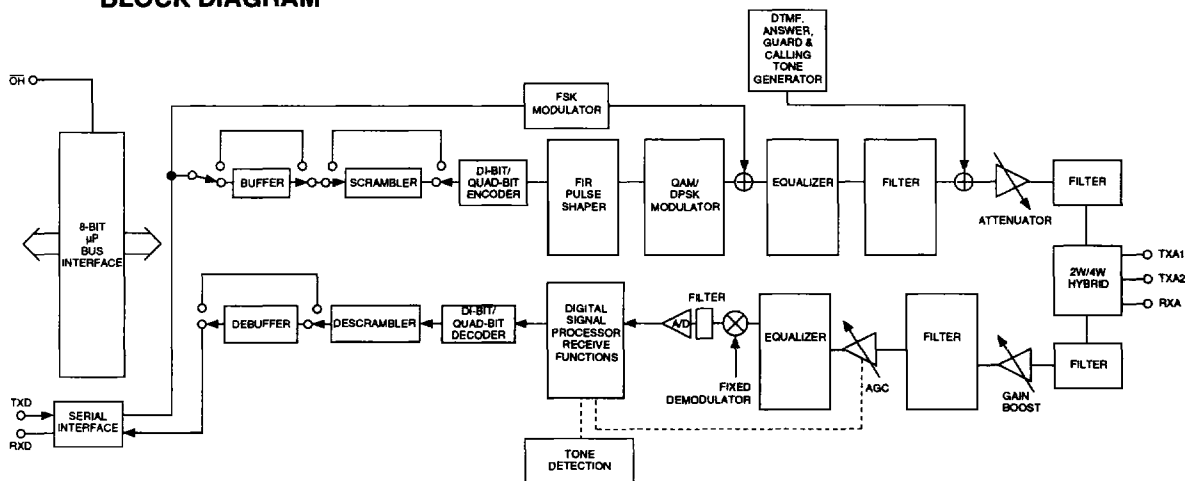 BLOCK DIAGRAM
DTMF,
ANSWER,
GUARD &
CALLING
TONE
GENERATOR
OH
FSK
MODULATOR
BUFFER
SCRAMBLER
DI-BIT/
QUAD-BIT
ENCODER
FIR
PULSE
SHAPER
QAM/
DPSK
MODULATOR
EQUALIZER
FILTER
ATTENUATOR
FILTER
8-BIT
µP
BUS
INTERFACE
2W/4W
HYBRID
TXA1
TXA2
RXA
DEBUFFER
DESCRAMBLER
DI-BIT/
QUAD-BIT
DECODER
DIGITAL
SIGNAL
PROCESSOR
RECEIVE
FUNCTIONS
A/D
FILTER
FIXED
DEMODULATOR
EQUALIZER
AGC
FILTER
GAIN
BOOST
FILTER
TXD
RXD
SERIAL
INTERFACE
TONE
DETECTION